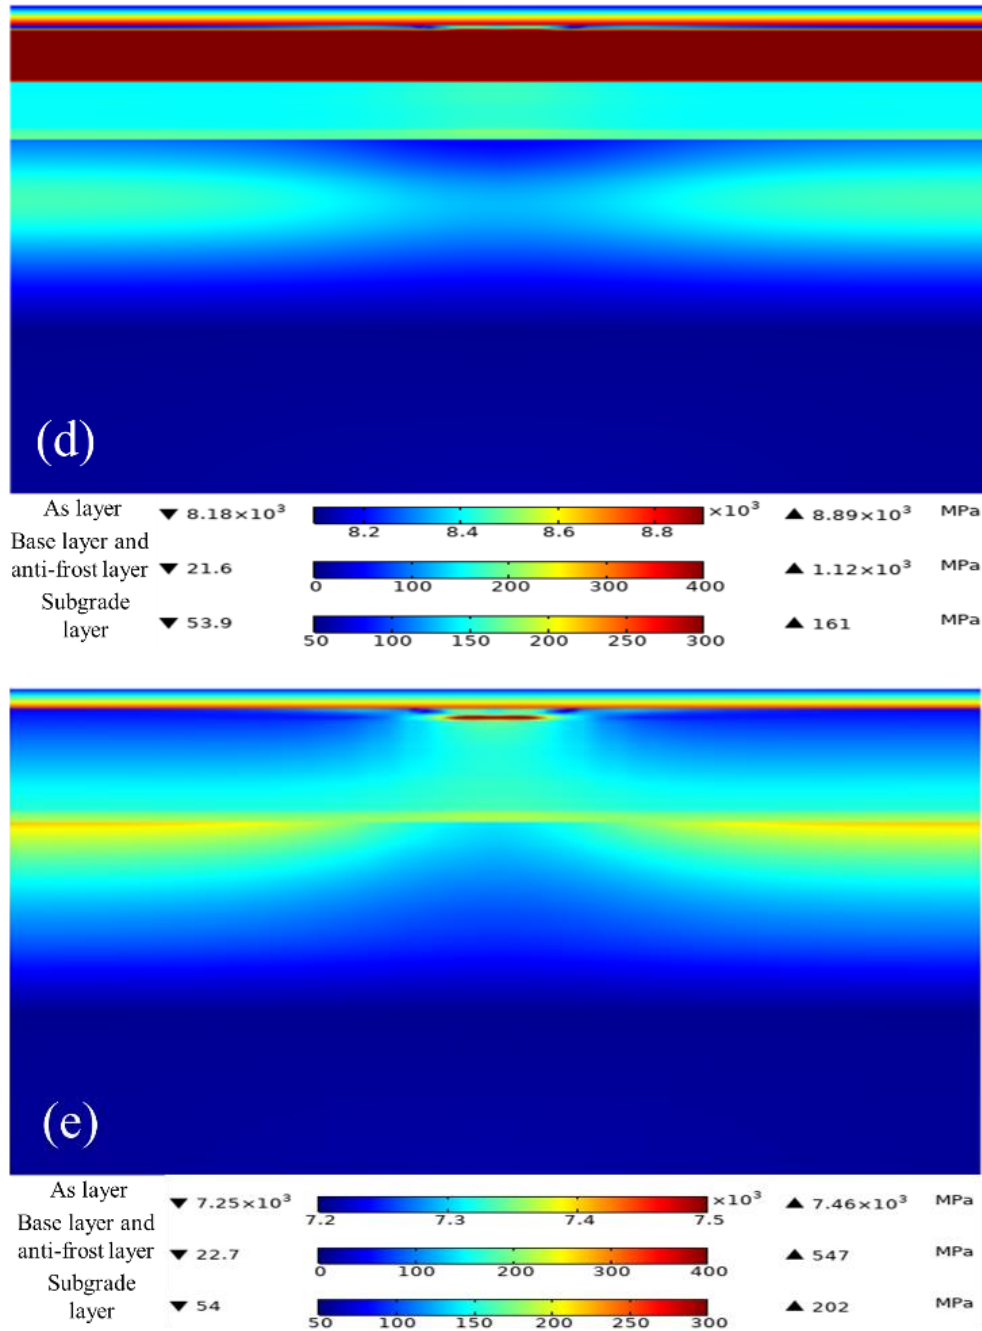 (d)
As layer ▼ 8.18×10³ 8.2 8.4 8.6 8.8 ×10³ ▲ 8.89×10³ MPa
Base layer and
anti-frost layer ▼ 21.6 0 100 200 300 400 ▲ 1.12×10³ MPa
Subgrade
layer ▼ 53.9 50 100 150 200 250 300 ▲ 161 MPa
(e)
As layer ▼ 7.25×10³ 7.2 7.3 7.4 7.5 ×10³ ▲ 7.46×10³ MPa
Base layer and
anti-frost layer ▼ 22.7 0 100 200 300 400 ▲ 547 MPa
Subgrade
layer ▼ 54 50 100 150 200 250 300 ▲ 202 MPa